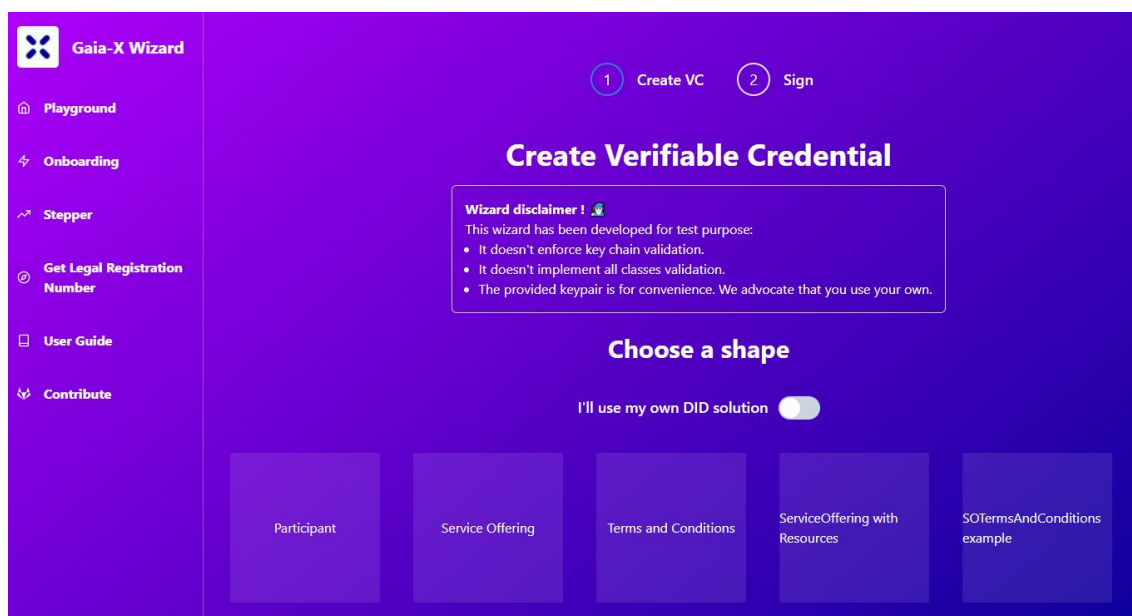 Gaia-X Wizard
Playground
Onboarding
Stepper
Get Legal Registration
Number
User Guide
Contribute
1 Create VC 2 Sign
Create Verifiable Credential
Wizard disclaimer !
This wizard has been developed for test purpose:
• It doesn't enforce key chain validation.
• It doesn't implement all classes validation.
• The provided keypair is for convenience. We advocate that you use your own.
Choose a shape
I'll use my own DID solution
Participant
Service Offering
Terms and Conditions
ServiceOffering with
Resources
SOTermsAndConditions
example